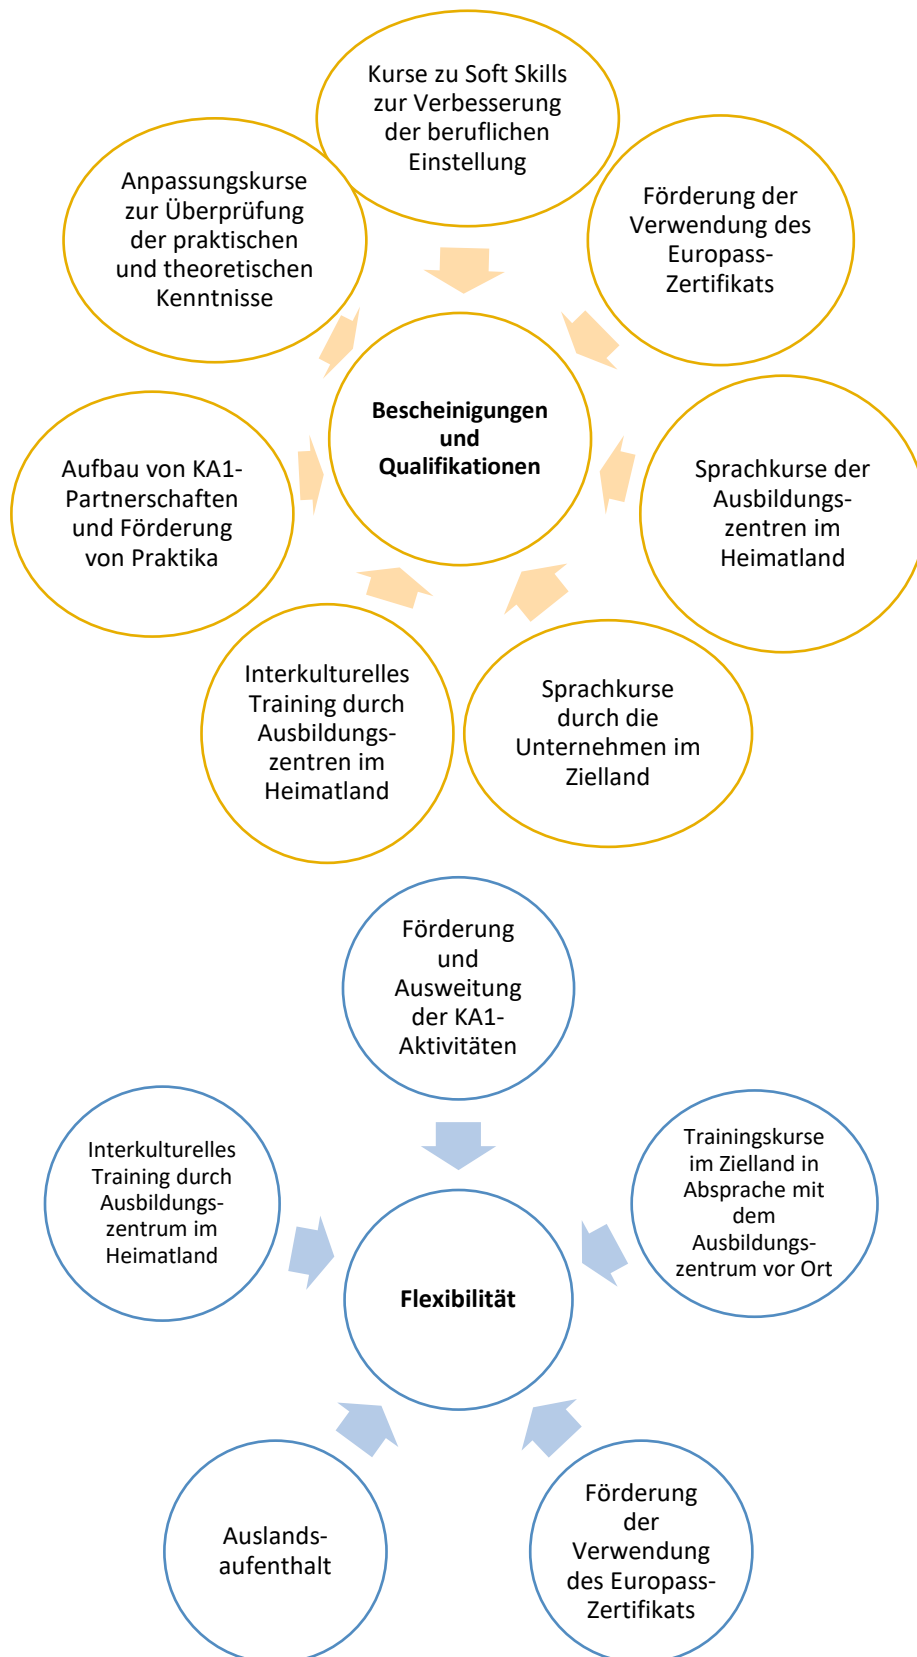 Kurse zu Soft Skills
zur Verbesserung
der beruflichen
Einstellung
Anpassungskurse
zur Überprüfung
der praktischen
und theoretischen
Kenntnisse
Förderung der
Verwendung des
Europass-
Zertifikats
Bescheinigungen
und
Qualifikationen
Aufbau von KA1-
Partnerschaften
und Förderung
von Praktika
Sprachkurse der
Ausbildungs-
zentren im
Heimatland
Interkulturelles
Training durch
Ausbildungs-
zentren im
Heimatland
Sprachkurse
durch die
Unternehmen im
Zielland
Förderung
und
Ausweitung
der KA1-
Aktivitäten
Interkulturelles
Training durch
Ausbildungs-
zentrum im
Heimatland
Trainingskurse
im Zielland in
Absprache mit
dem
Ausbildungs-
zentrum vor Ort
Flexibilität
Auslands-
aufenthalt
Förderung
der
Verwendung
des Europass-
Zertifikats